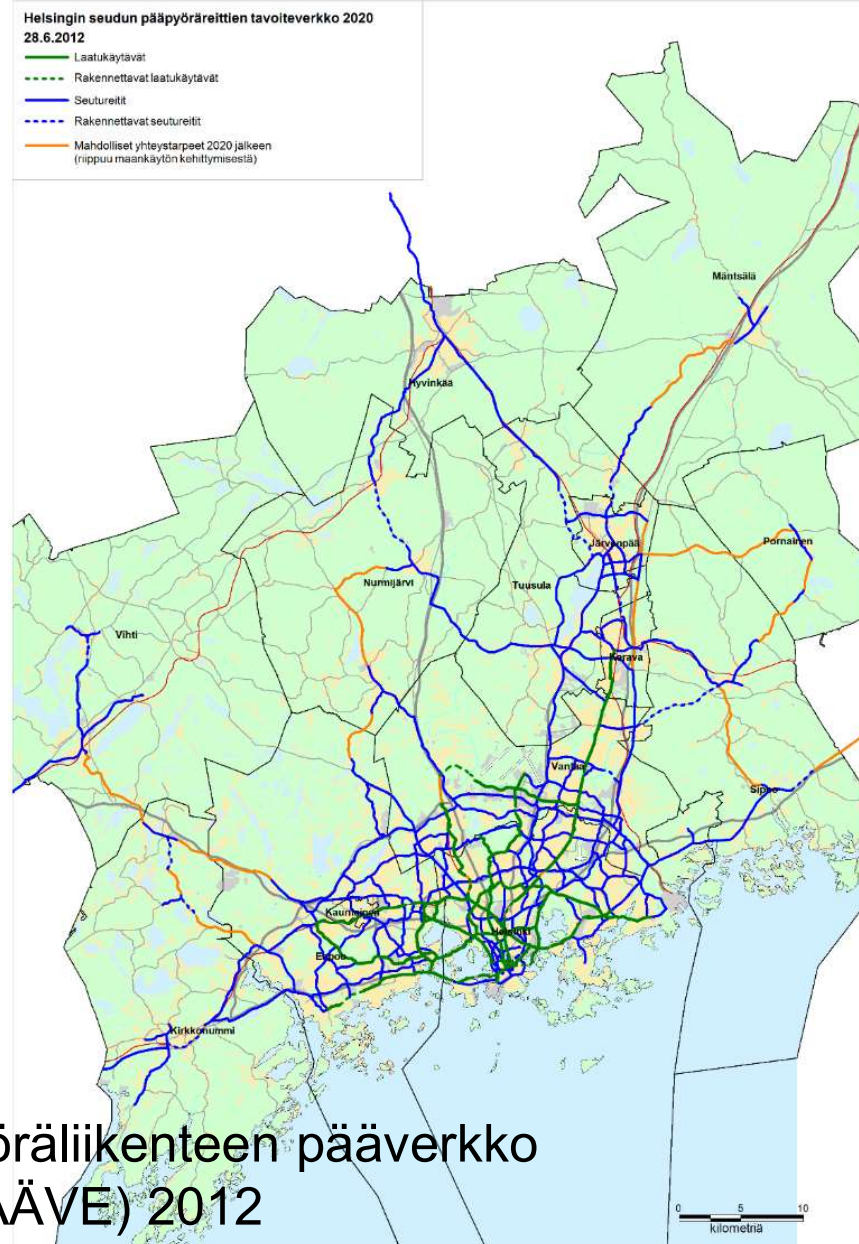 Helsingin seudun pääpyöräreittien tavoiteverkko 2020
28.6.2012
Laatukäytävät
Rakennettavat laatukäytävät
Seutureitit
Rakennettavat seutureitit
Mahdolliset yhteystarpeet 2020 jälkeen
(riippuu maankäytön kehittymisestä)
Mäntsälä
Hyvinkää
Järvenpää
Pornainen
Nurmijärvi
Tuusula
Vihti
Kerava
Vantaa
Sipoo
Kauniainen
Helsinki
Espoo
Kirkkonummi
öräliikenteen pääverkko
ÄÄVE) 2012
0 5 10
kilometriä